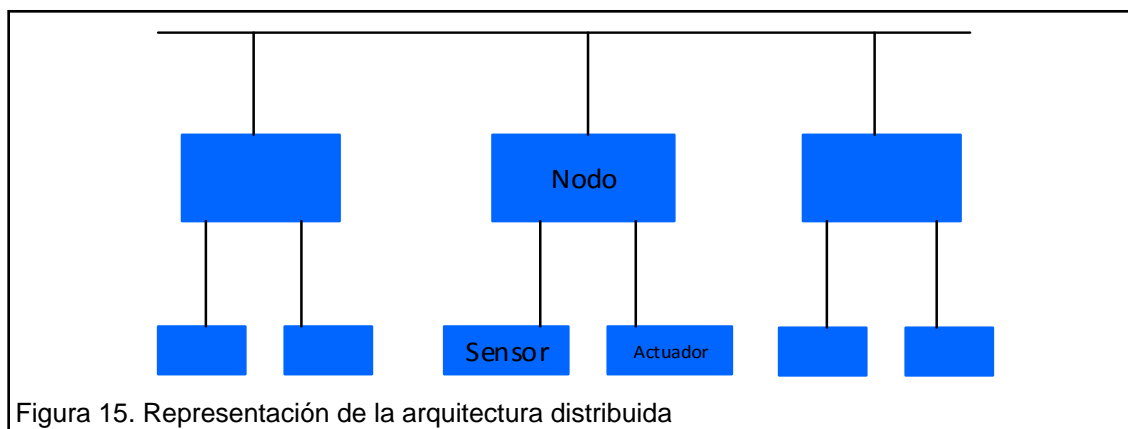 Nodo
Sensor
Actuador
Figura 15. Representación de la arquitectura distribuida